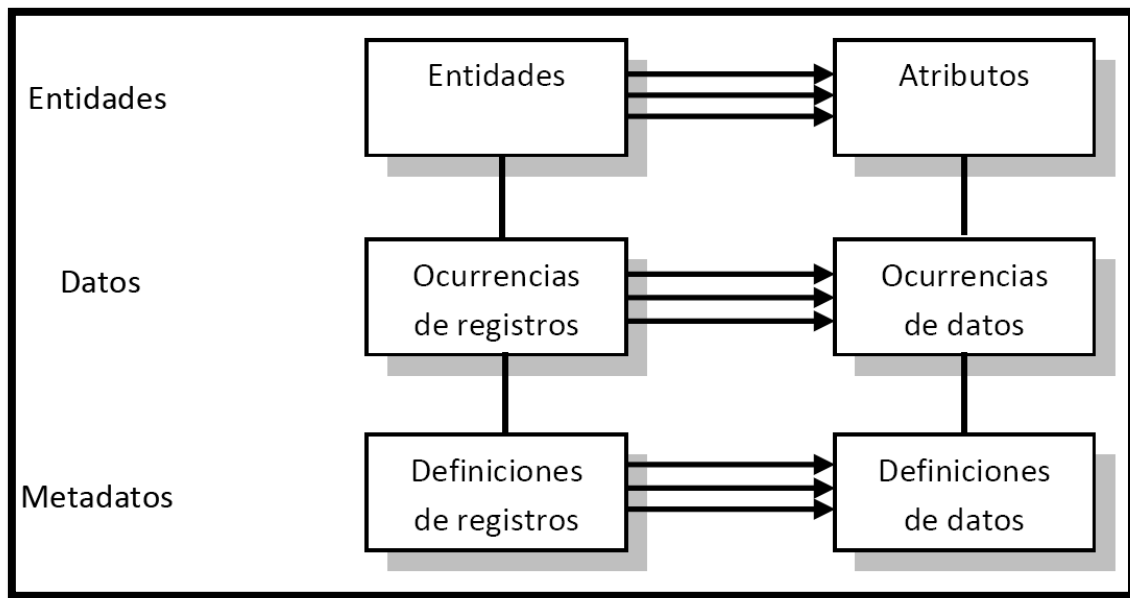 Entidades
Entidades
Atributos
Datos
Ocurrencias
de registros
Ocurrencias
de datos
Metadatos
Definiciones
de registros
Definiciones
de datos